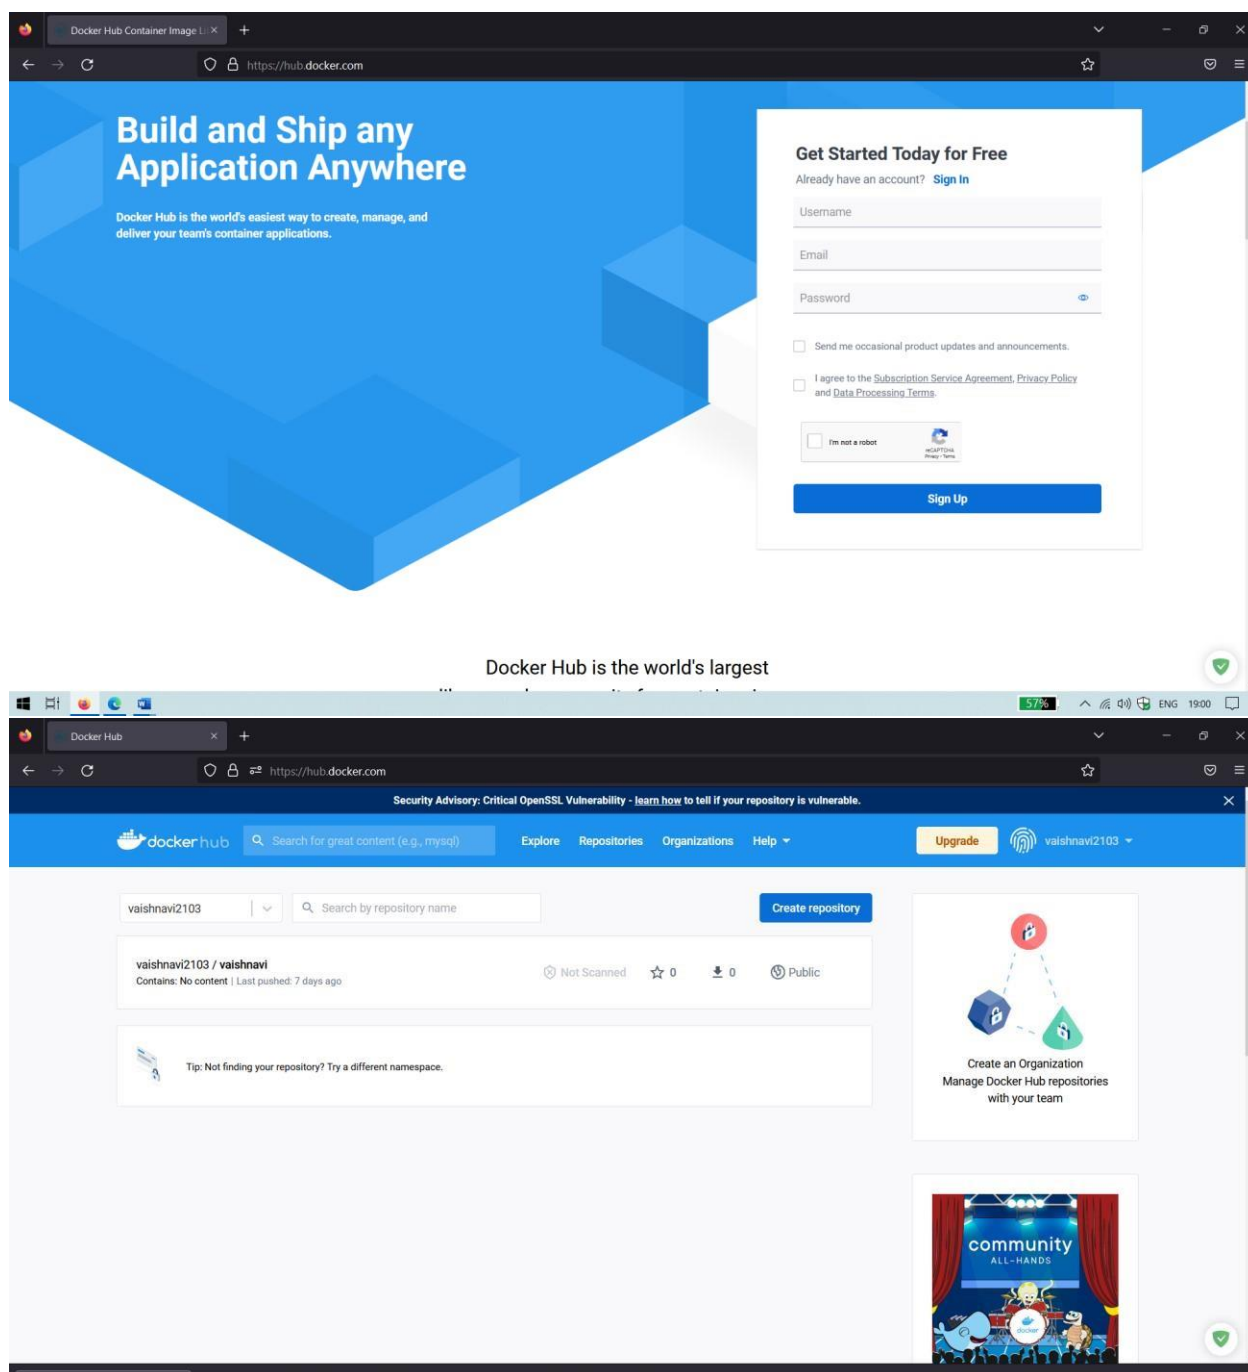 Docker Hub Container Image Li
https://hub.docker.com
Build and Ship any
Application Anywhere
Docker Hub is the world's easiest way to create, manage, and
deliver your team's container applications.
Get Started Today for Free
Already have an account? Sign In
Username
Email
Password
Send me occasional product updates and announcements.
I agree to the Subscription Service Agreement, Privacy Policy
and Data Processing Terms.
I'm not a robot
reCAPTCHA
Privacy - Terms
Sign Up
Docker Hub is the world's largest
57%
ENG 19:00
Docker Hub
https://hub.docker.com
Security Advisory: Critical OpenSSL Vulnerability - learn how to tell if your repository is vulnerable.
dockerhub
Search for great content (e.g., mysql)
Explore Repositories Organizations Help
Upgrade
vaishnavi2103
vaishnavi2103
Search by repository name
Create repository
vaishnavi2103 / vaishnavi
Contains: No content | Last pushed: 7 days ago
Not Scanned 0 0 Public
Tip: Not finding your repository? Try a different namespace.
Create an Organization
Manage Docker Hub repositories
with your team
community
ALL-HANDS
docker